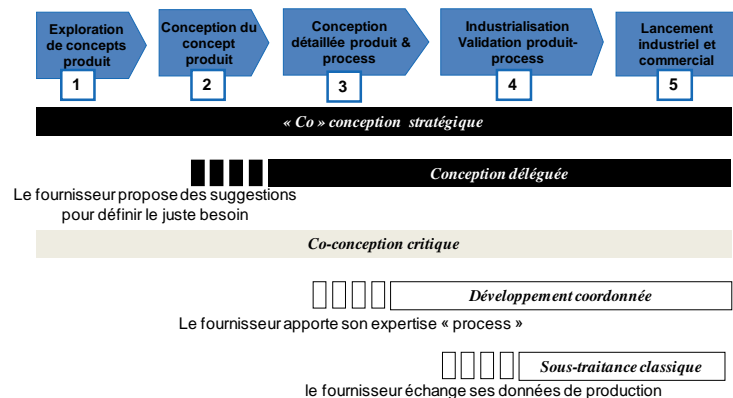 Exploration
de concepts
produit
1
Conception du
concept
produit
2
Conception
détaillée produit &
process
3
Industrialisation
Validation produit-
process
4
Lancement
industriel et
commercial
5
« Co » conception stratégique
Conception déléguée
Le fournisseur propose des suggestions
pour définir le juste besoin
Co-conception critique
Développement coordonnée
Le fournisseur apporte son expertise « process »
Sous-traitance classique
le fournisseur échange ses données de production